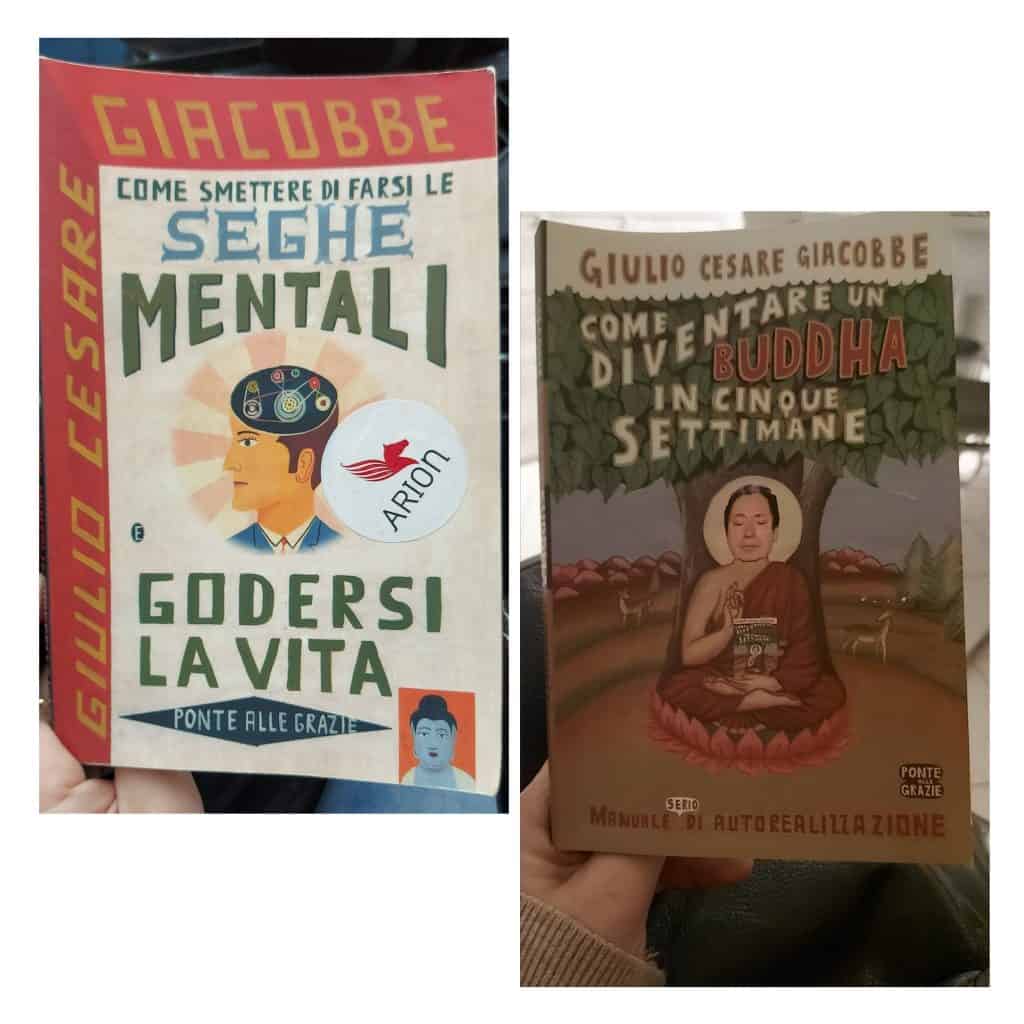 GIULIO CESARE
GIACOBBE
COME SMETTERE DI FARSI LE
SEGHE
MENTALI
ARION
E
GODERSI
LA VITA
PONTE ALLE GRAZIE
GIULIO CESARE GIACOBBE
COME
DIVENTARE UN
BUDDHA
IN CINQUE
SETTIMANE
PONTE
ALLE
GRAZIE
SERIO
MANUALE DI AUTOREALIZZAZIONE